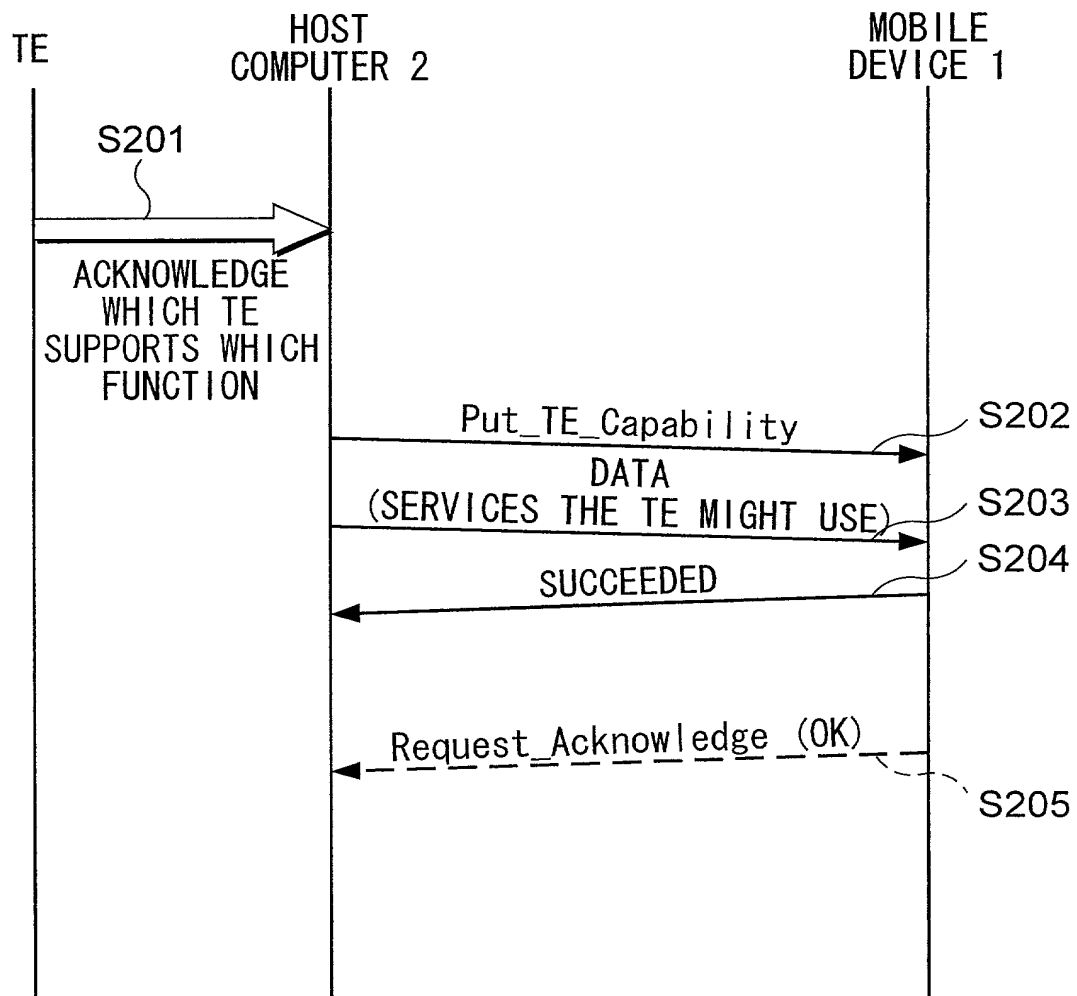 TE
HOST
COMPUTER 2
MOBILE
DEVICE 1
S201
ACKNOWLEDGE
WHICH TE
SUPPORTS WHICH
FUNCTION
Put_TE_Capability
S202
DATA
(SERVICES THE TE MIGHT USE)
S203
SUCCEEDED
S204
Request_Acknowledge (OK)
S205